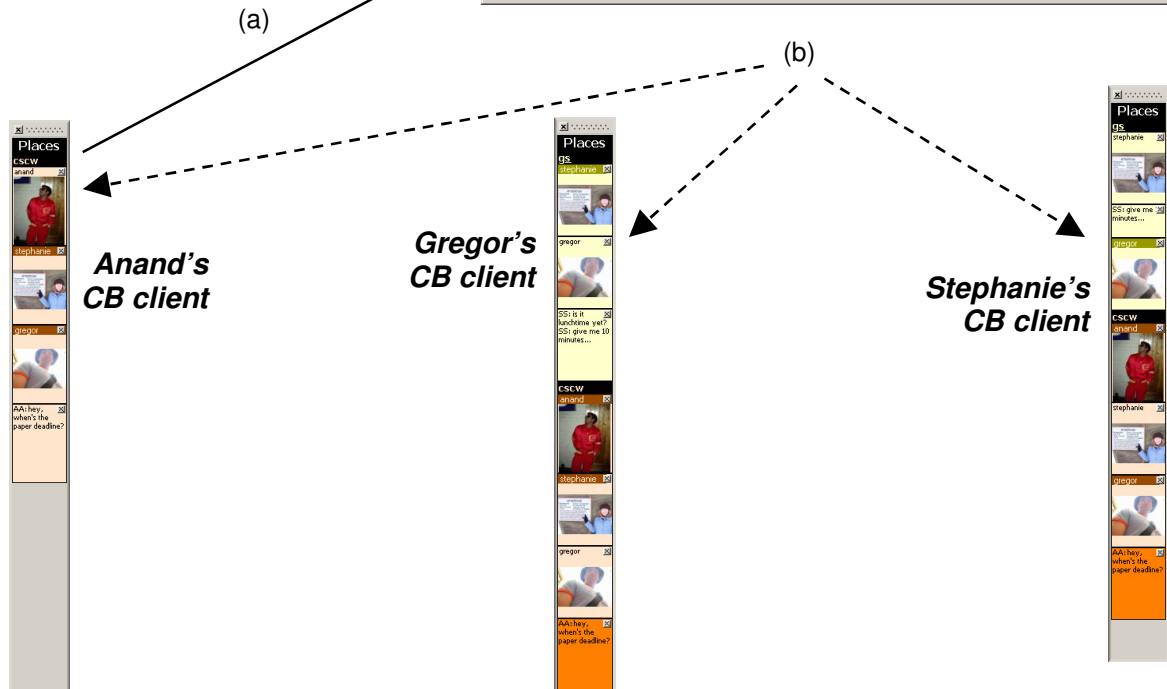 (a)
(b)
Places
cscw
anand
stephanie
gregor
AA: hey,
when's the
paper deadline?
Anand's
CB client
Places
gs
stephanie
gregor
SS: is it
lunchtime yet?
SS: give me 10
minutes...
cscw
anand
stephanie
gregor
AA: hey,
when's the
paper deadline?
Gregor's
CB client
Places
gs
stephanie
SS: give me
minutes...
gregor
cscw
anand
stephanie
gregor
AA: hey,
when's the
paper deadline?
Stephanie's
CB client